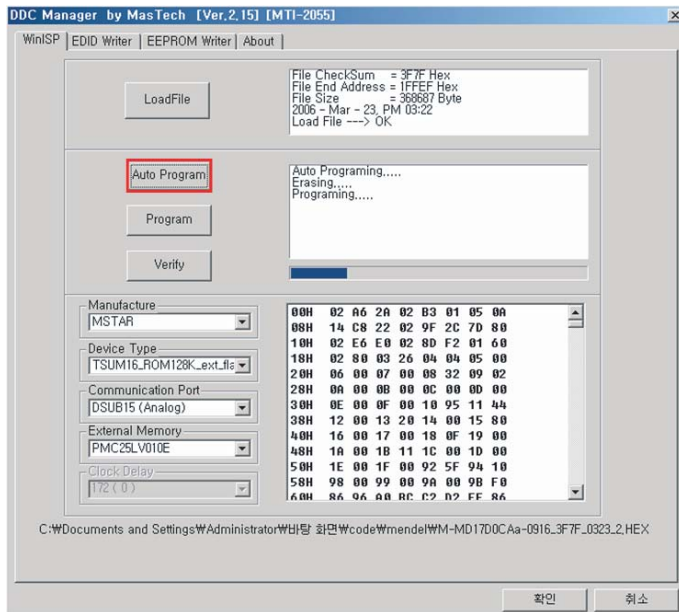 DDC Manager by MasTech [Ver.2.15] [MTI-2055]
WinISP EDID Writer EEPROM Writer About
LoadFile
File CheckSum = 3F7F Hex
File End Address = 1FFEF Hex
File Size = 368687 Byte
2006 - Mar - 23, PM 03:22
Load File ---> OK
Auto Program
Program
Verify
Auto Programing.....
Erasing.....
Programing.....
Manufacture
MSTAR
Device Type
TSUM16_ROM128K_ext_fla
Communication Port
DSUB15 (Analog)
External Memory
PMC25LV010E
Clock Delay
172 ( 0 )
00H 02 A6 2A 02 B3 01 05 0A
08H 14 C8 22 02 9F 2C 7D 80
10H 02 E6 E0 02 8D F2 01 60
18H 02 80 03 26 04 04 05 00
20H 06 00 07 00 08 32 09 02
28H 0A 00 0B 00 0C 00 0D 00
30H 0E 00 0F 00 10 95 11 44
38H 12 00 13 20 14 00 15 80
40H 16 00 17 00 18 0F 19 00
48H 1A 00 1B 11 1C 00 1D 00
50H 1E 00 1F 00 92 5F 94 10
58H 98 00 99 00 9A 00 9B F0
60H 86 96 A0 BC C2 D2 EE 86
C:₩Documents and Settings₩Administrator₩바탕 화면₩code₩mendel₩M-MD17D0CAa-0916_3F7F_0323_2.HEX
확인 취소